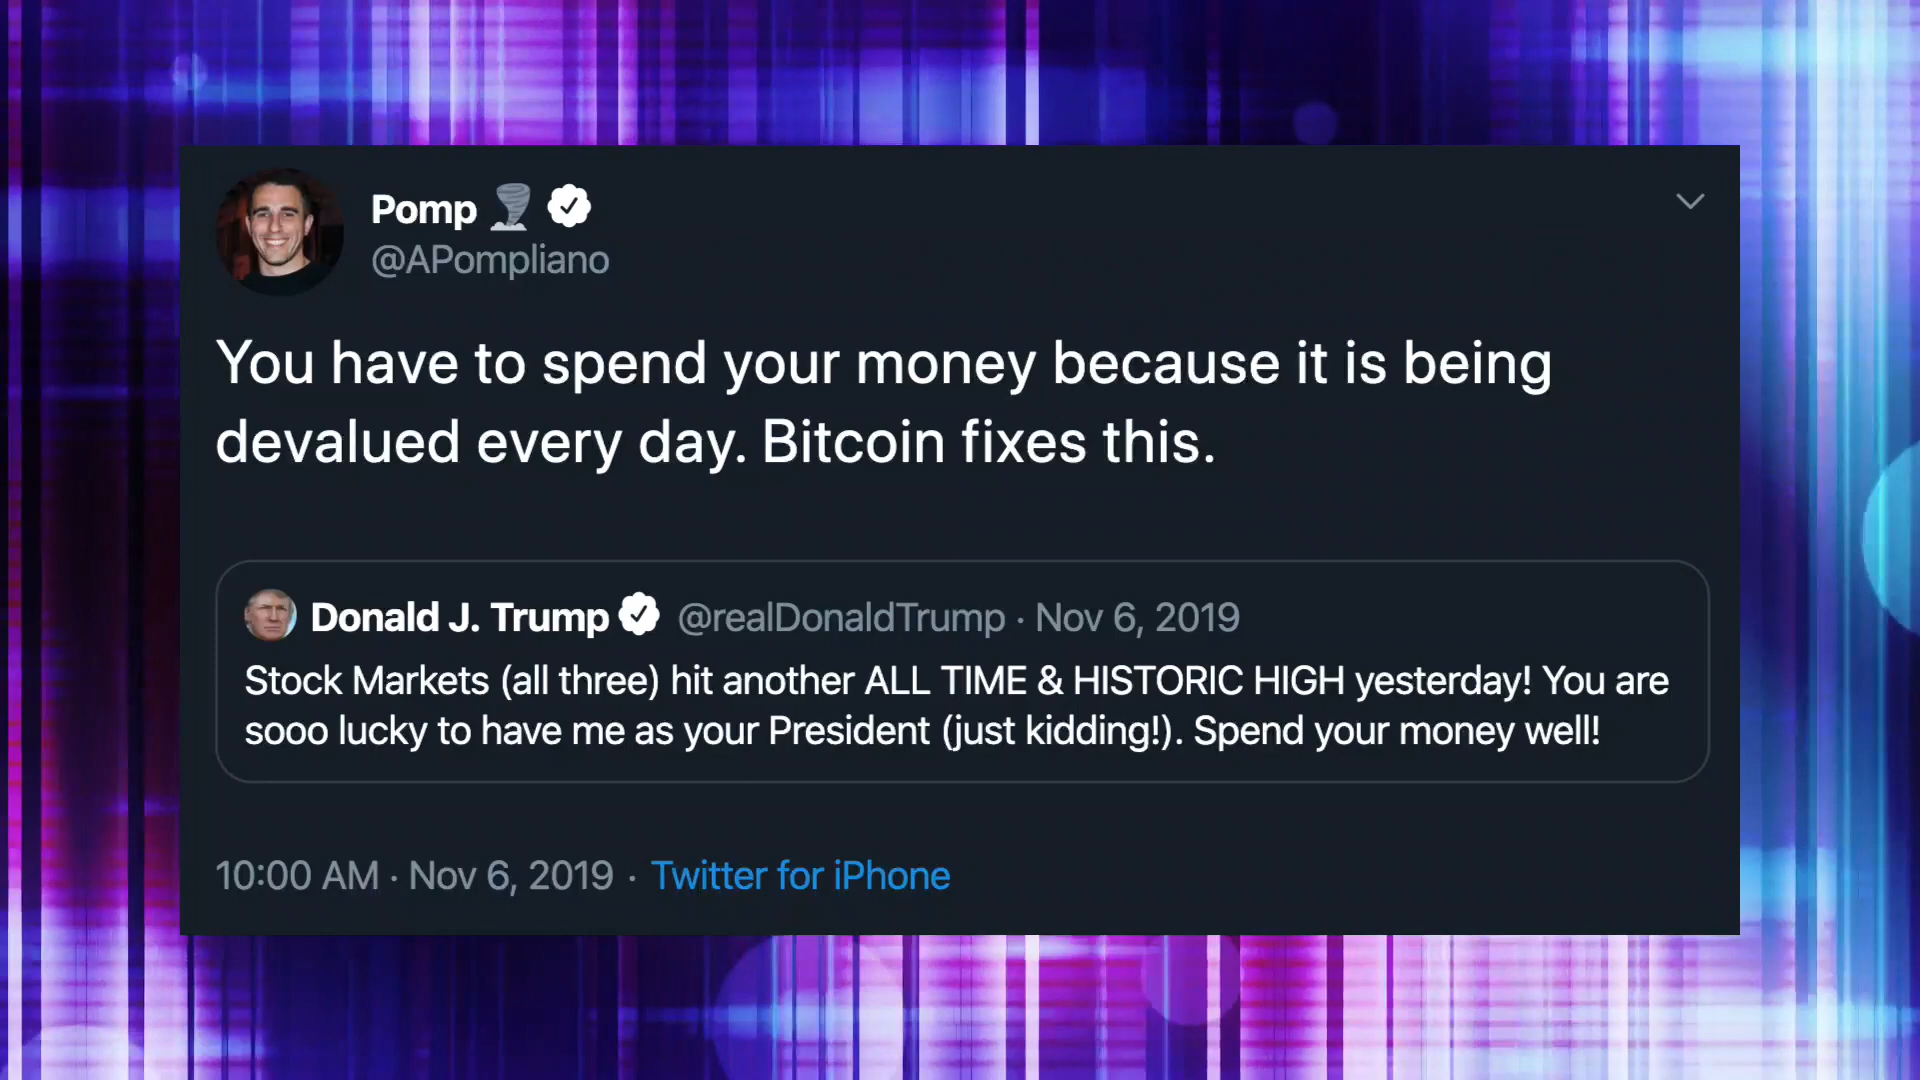 Pomp 🌪
@APompliano
You have to spend your money because it is being
devalued every day. Bitcoin fixes this.
Donald J. Trump @realDonaldTrump · Nov 6, 2019
Stock Markets (all three) hit another ALL TIME & HISTORIC HIGH yesterday! You are
sooo lucky to have me as your President (just kidding!). Spend your money well!
10:00 AM · Nov 6, 2019 · Twitter for iPhone